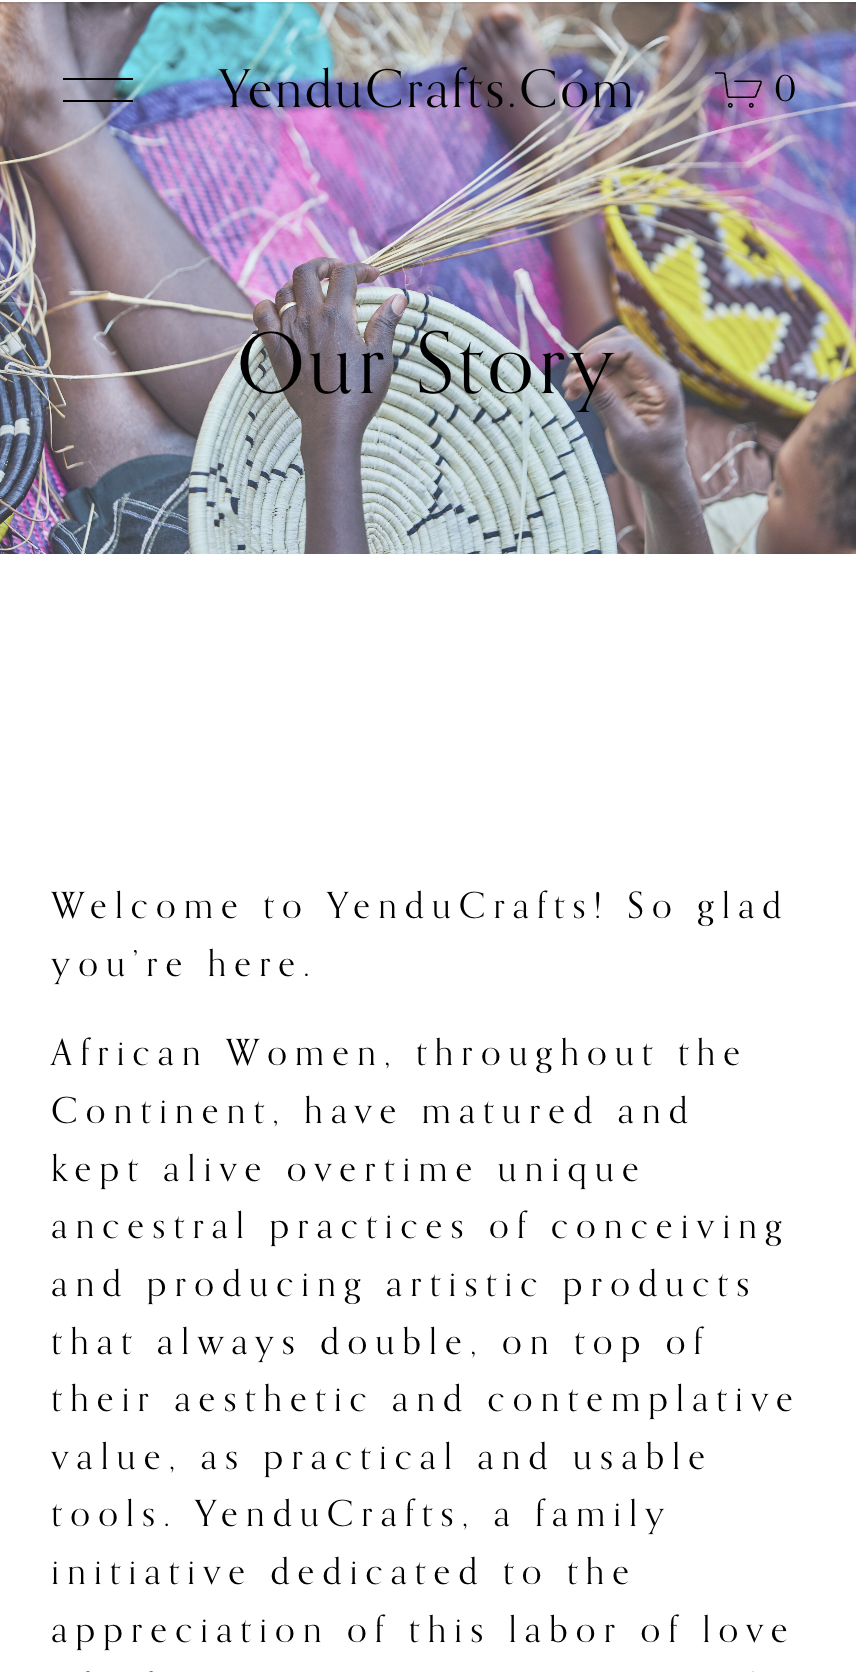 YenduCrafts.Com
0
Our Story
Welcome to YenduCrafts! So glad
you’re here.
African Women, throughout the
Continent, have matured and
kept alive overtime unique
ancestral practices of conceiving
and producing artistic products
that always double, on top of
their aesthetic and contemplative
value, as practical and usable
tools. YenduCrafts, a family
initiative dedicated to the
appreciation of this labor of love